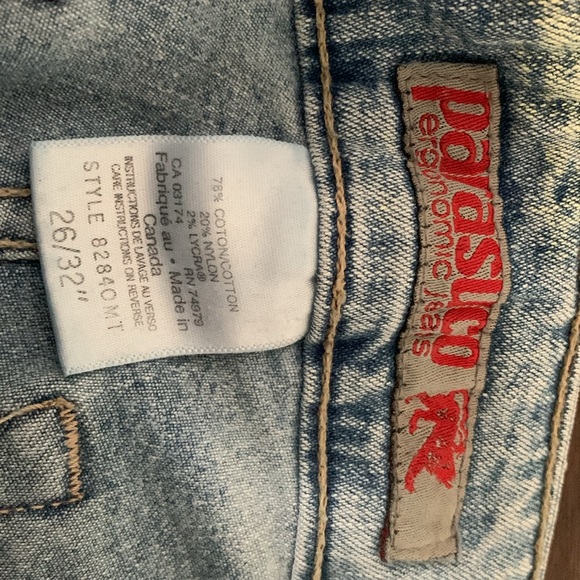 parasuco
ergonomic jeans
78% COTON/COTTON
20% NYLON
2% LYCRA®
CA 03174 RN 74979
Fabriqué au • Made in
Canada
INSTRUCTIONS DE LAVAGE AU VERSO
CARE INSTRUCTIONS ON REVERSE
STYLE 82840MT
26/32"